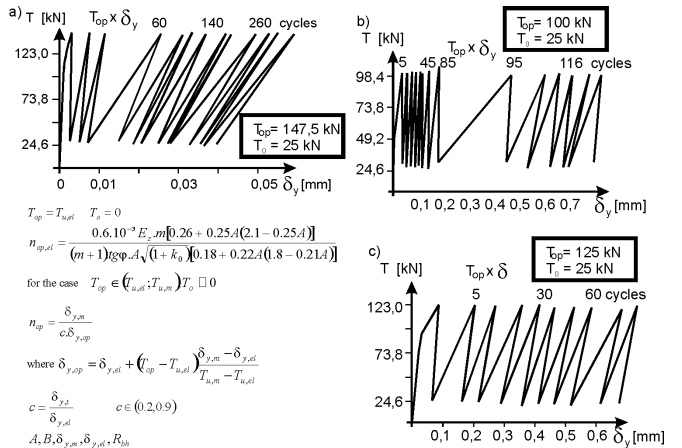 a) T [kN] T_op x δ_y 60 140 260 cycles
123,0
73,8
24,6
T_op= 147,5 kN
T_0 = 25 kN
0 0,01 0,03 0,05 δ_y [mm]
T_op = T_u,el T_o = 0
n_op,el = 0.6.10^-3 E_z.m[0.26 + 0.25A(2.1 - 0.25A)] / (m + 1)tgφ.A√(1 + k_0)[0.18 + 0.22A(1.8 - 0.21A)]
for the case T_op ∈ (T_u,el; T_u,m) T_o □ 0
n_op = δ_y,m / c.δ_y,op
where δ_y,op = δ_y,el + (T_op - T_u,el) δ_y,m - δ_y,el / T_u,m - T_u,el
c = δ_y,t / δ_y,el c ∈ (0.2,0.9)
A, B, δ_y,m, δ_y,el, R_bh
b)
T_op= 100 kN
T_0 = 25 kN
T [kN] T_op x δ_y
5 45 85 95 116 cycles
98,4
73,8
49,2
24,6
0,1 0,2 0,3 0,4 0,5 0,6 0,7 δ_y [mm]
c)
T_op= 125 kN
T_0 = 25 kN
T [kN] T_op x δ
5 30 60 cycles
123,0
73,8
24,6
0,1 0,2 0,3 0,4 0,5 0,6 δ_y [mm]